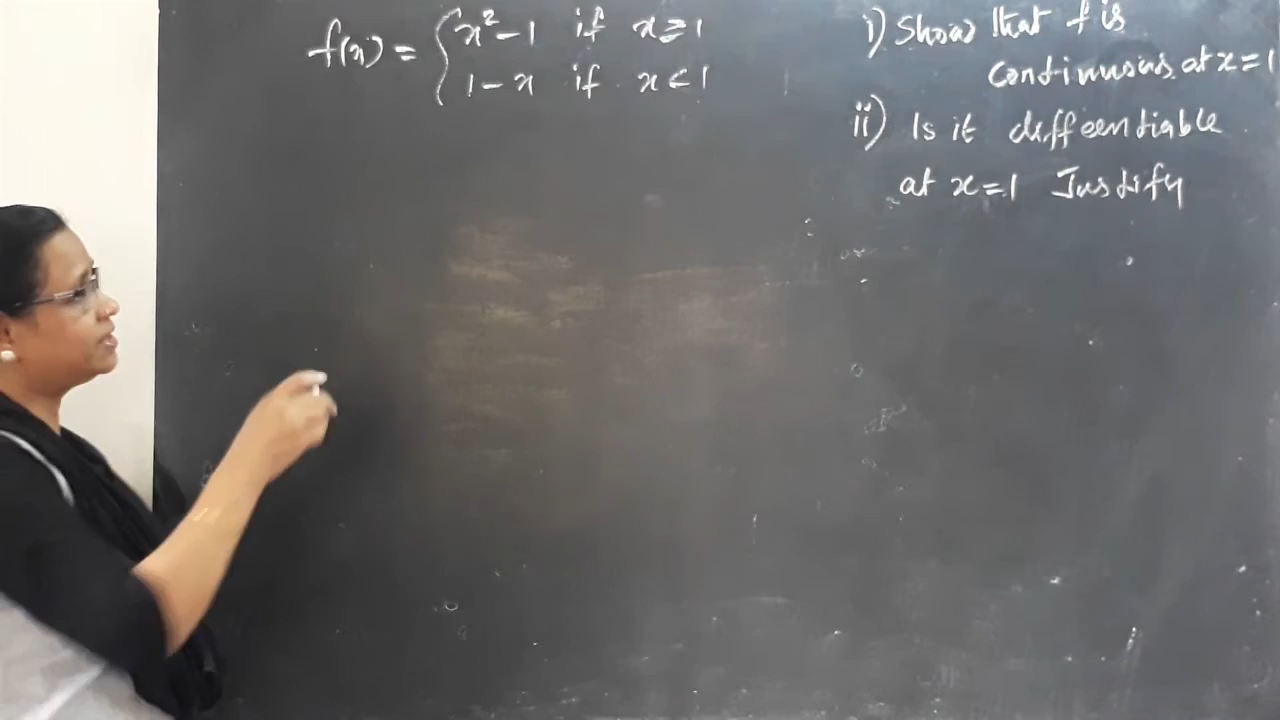 f(x) = { x² - 1 if x ≥ 1
1 - x if x < 1
i) Show that f is
continuous at x = 1
ii) Is it diffeentiable
at x = 1 Justify